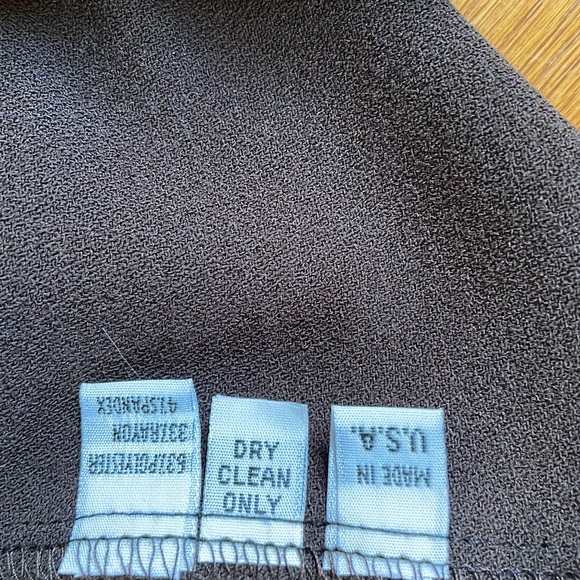 63%POLYESTER
33%RAYON
4%SPANDEX
DRY
CLEAN
ONLY
MADE IN
U.S.A.